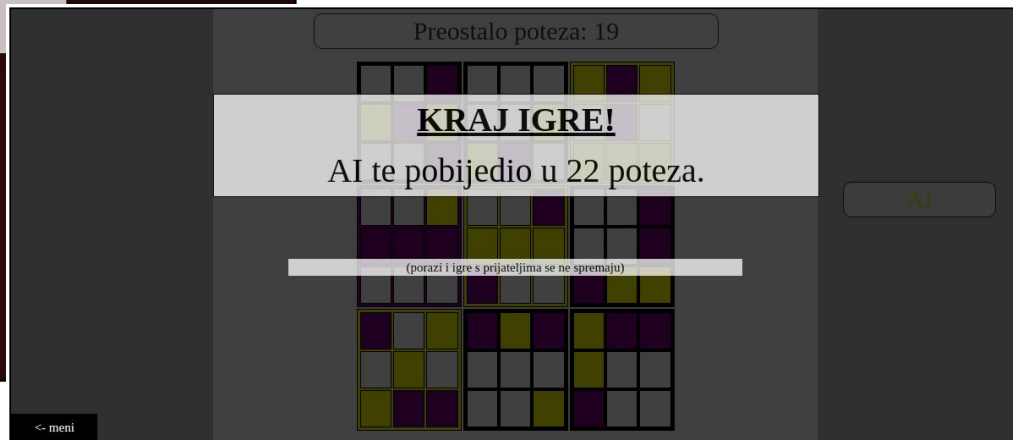 Preostalo poteza: 19
KRAJ IGRE!
AI te pobijedio u 22 poteza.
AI
(porazi i igre s prijateljima se ne spremaju)
<- meni